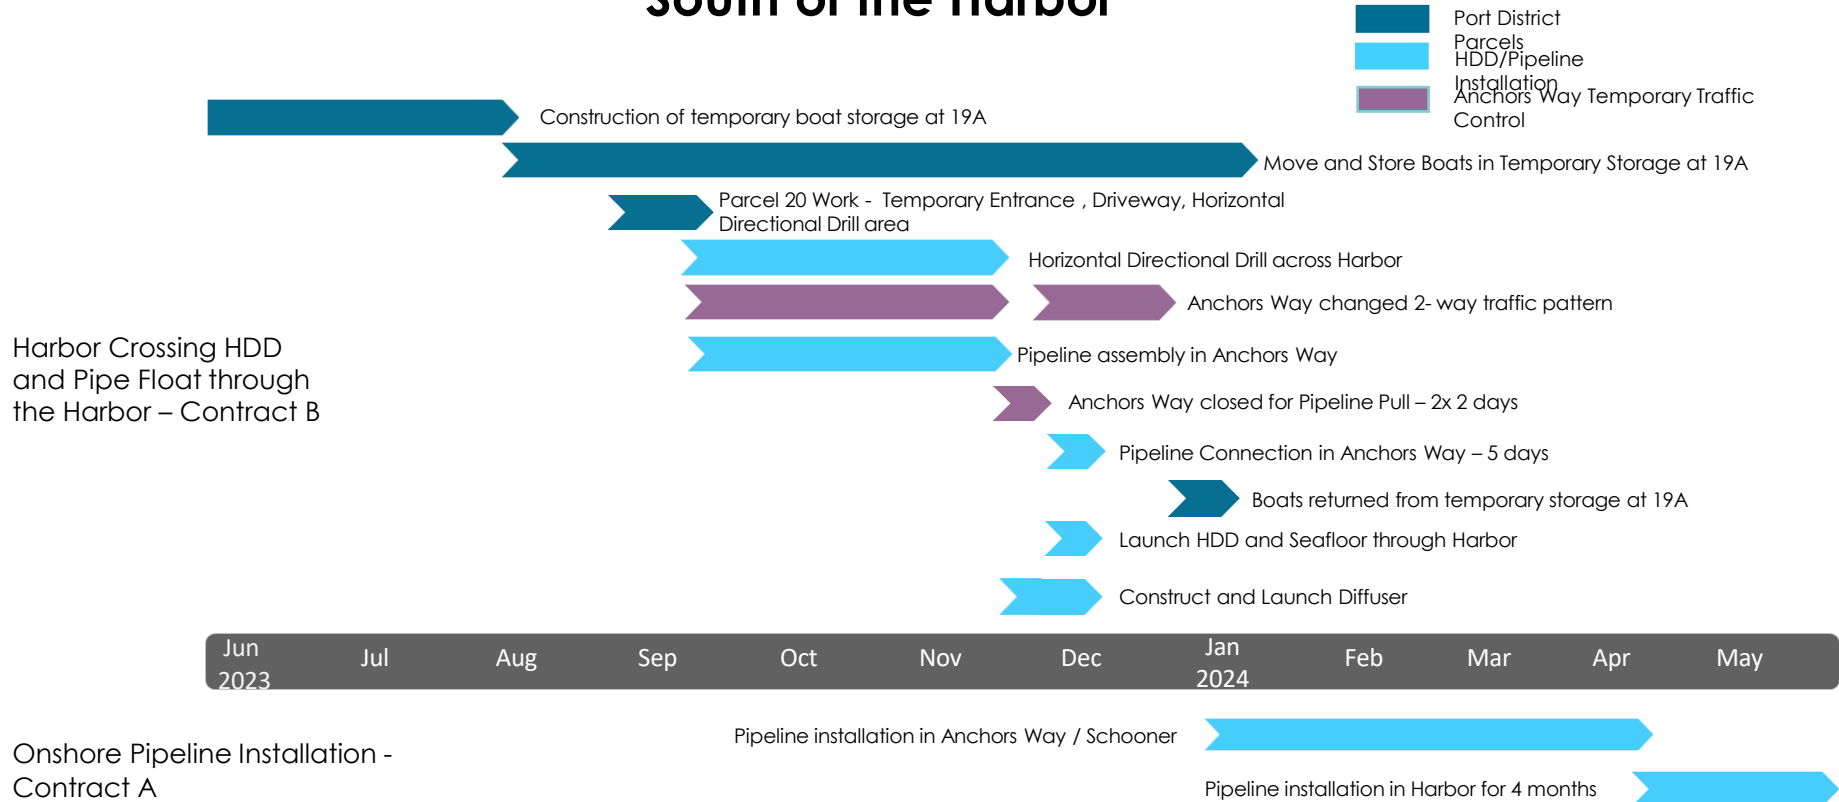 South of the Harbor
Port District
Parcels
HDD/Pipeline
Installation
Anchors Way Temporary Traffic
Control
Construction of temporary boat storage at 19A
Move and Store Boats in Temporary Storage at 19A
Parcel 20 Work -  Temporary Entrance , Driveway, Horizontal
Directional Drill area
Horizontal Directional Drill across Harbor
Anchors Way changed 2- way traffic pattern
Harbor Crossing HDD
and Pipe Float through
the Harbor – Contract B
Pipeline assembly in Anchors Way
Anchors Way closed for Pipeline Pull – 2x 2 days
Pipeline Connection in Anchors Way – 5 days
Boats returned from temporary storage at 19A
Launch HDD and Seafloor through Harbor
Construct and Launch Diffuser
Jun
2023
Jul
Aug
Sep
Oct
Nov
Dec
Jan
2024
Feb
Mar
Apr
May
Pipeline installation in Anchors Way / Schooner
Onshore Pipeline Installation -
Contract A
Pipeline installation in Harbor for 4 months